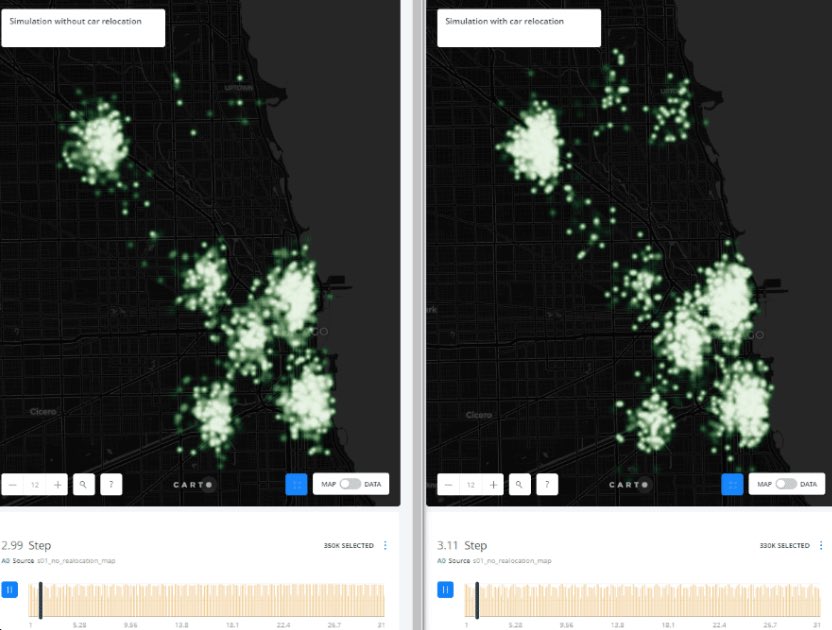 Simulation without car relocation
UPTOWN
Cicero
12
?
CARTO
MAP
DATA
2.99 Step
350K SELECTED
A0 Source s01_no_realocation_map
1 5.28 9.56 13.8 18.1 22.4 26.7 31
Simulation with car relocation
Cicero
12
?
CARTO
MAP
DATA
3.11 Step
330K SELECTED
A0 Source s01_no_realocation_map
1 5.28 9.56 13.8 18.1 22.4 26.7 31